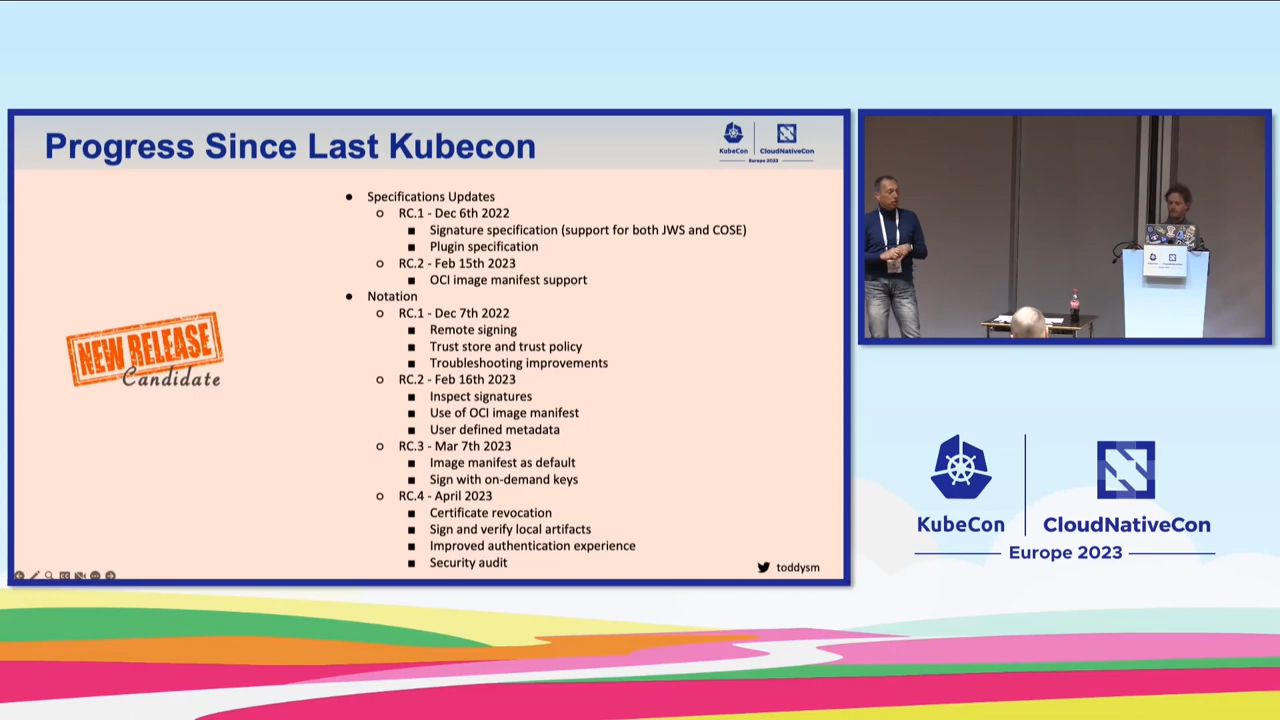 Progress Since Last Kubecon
KubeCon
CloudNativeCon
Europe 2023
Specifications Updates
RC.1 - Dec 6th 2022
Signature specification (support for both JWS and COSE)
Plugin specification
RC.2 - Feb 15th 2023
OCI image manifest support
Notation
RC.1 - Dec 7th 2022
Remote signing
Trust store and trust policy
Troubleshooting improvements
RC.2 - Feb 16th 2023
Inspect signatures
Use of OCI image manifest
User defined metadata
RC.3 - Mar 7th 2023
Image manifest as default
Sign with on-demand keys
RC.4 - April 2023
Certificate revocation
Sign and verify local artifacts
Improved authentication experience
Security audit
NEW RELEASE
Candidate
toddysm
KubeCon
CloudNativeCon
Europe 2023